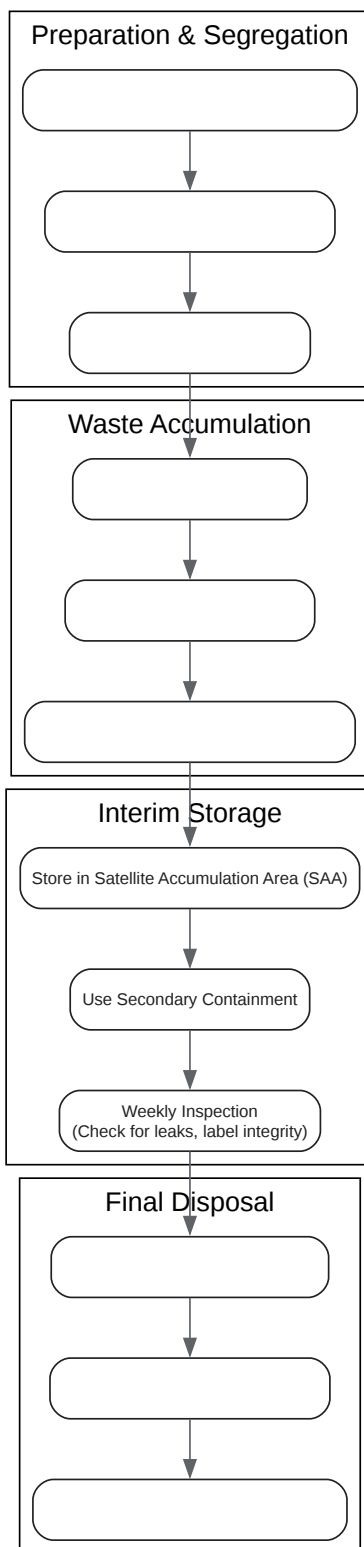 Preparation & Segregation
Waste Accumulation
Interim Storage
Store in Satellite Accumulation Area (SAA)
Use Secondary Containment
Weekly Inspection
(Check for leaks, label integrity)
Final Disposal